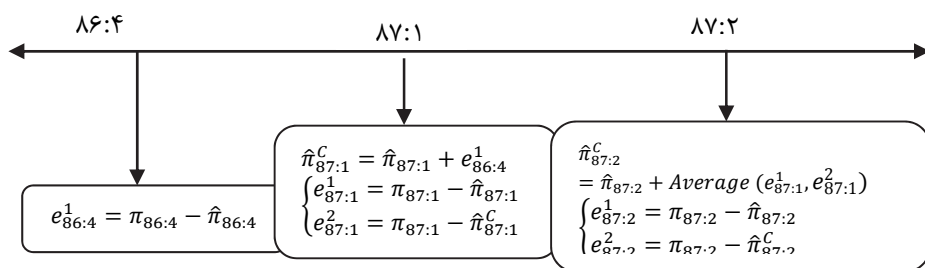 ۸۶:۴ ۸۷:۱ ۸۷:۲
e^1_{86:4} = π_{86:4} − π̂_{86:4}
π̂^C_{87:1} = π̂_{87:1} + e^1_{86:4}
e^1_{87:1} = π_{87:1} − π̂_{87:1}
e^2_{87:1} = π_{87:1} − π̂^C_{87:1}
π̂^C_{87:2}
= π̂_{87:2} + Average (e^1_{87:1}, e^2_{87:1})
e^1_{87:2} = π_{87:2} − π̂_{87:2}
e^2_{87:2} = π_{87:2} − π̂^C_{87:2}